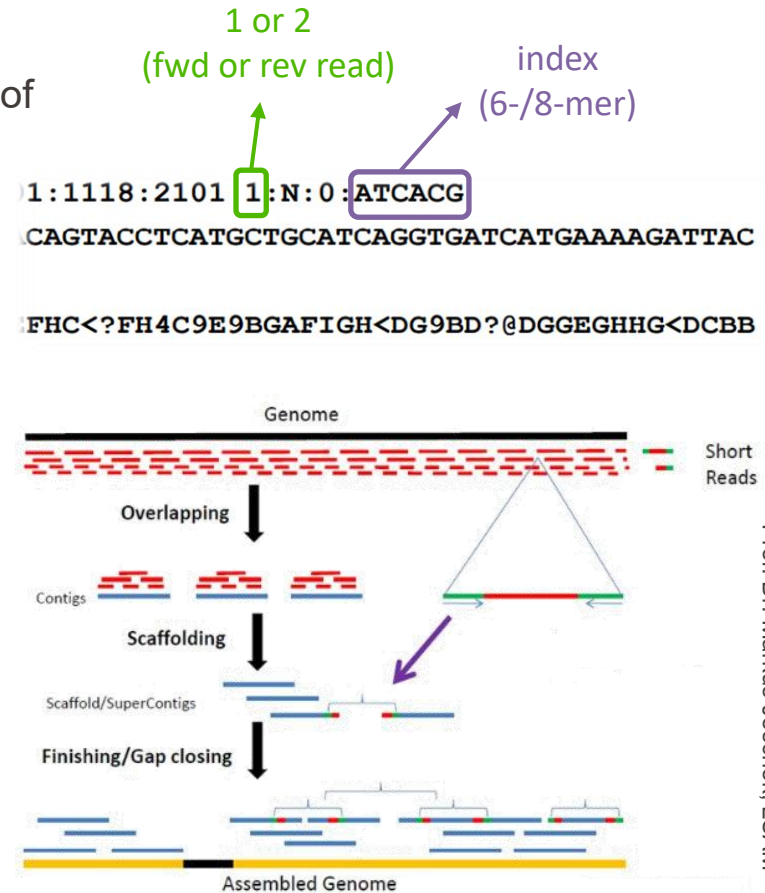 1 or 2
(fwd or rev read)
index
(6-/8-mer)
of
1:1118:2101 1:N:0:ATCACG
CAGTACCTCATGCTGCATCAGGTGATCATGAAAAGATTAC
FHC<?FH4C9E9BGAFIGH<DG9BD?@DGGEGHHG<DCBB
Genome
Short
Reads
Overlapping
Contigs
Scaffolding
Scaffold/SuperContigs
Finishing/Gap closing
Assembled Genome